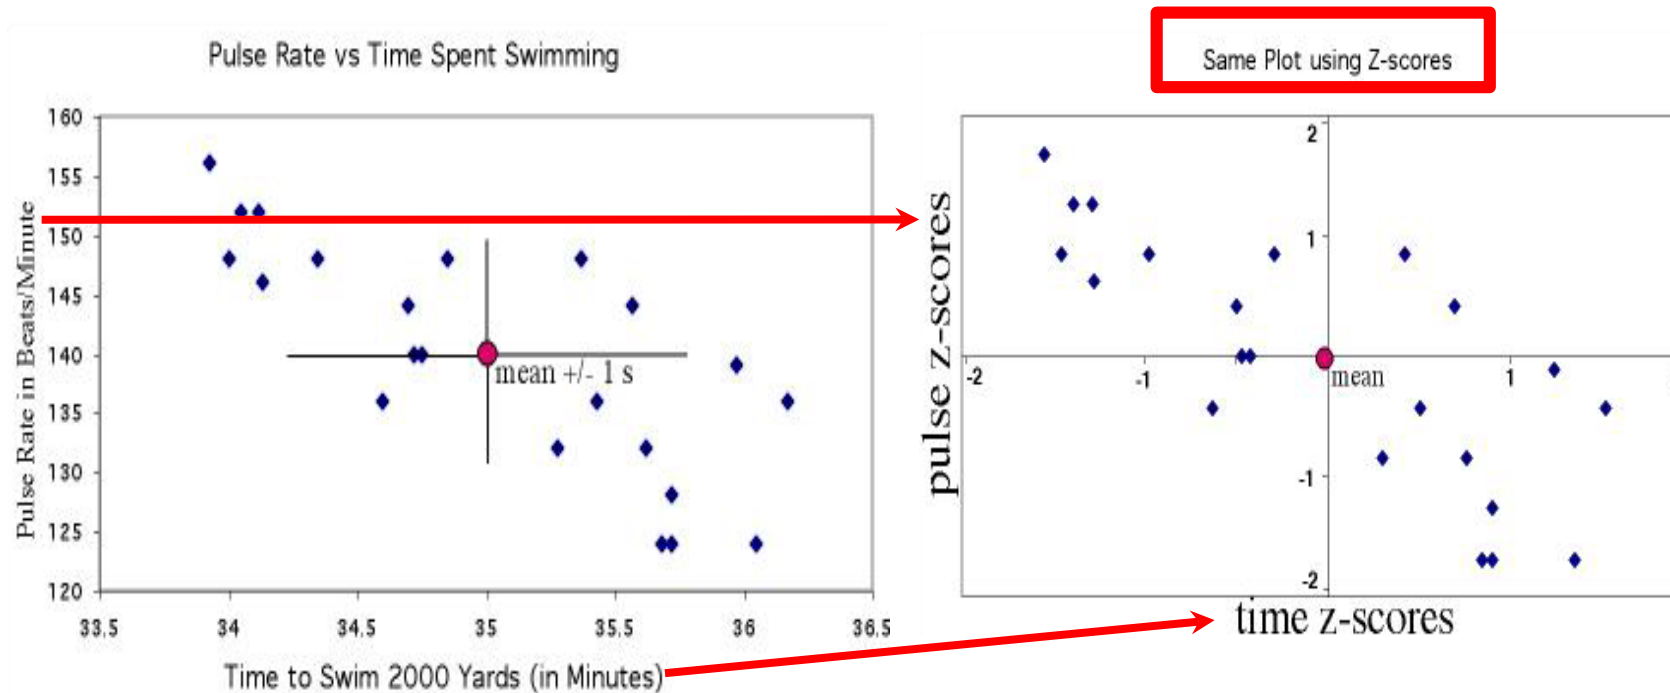 Pulse Rate vs Time Spent Swimming
160
155
150
145
140
135
130
125
120
Pulse Rate in Beats/Minute
mean +/- 1 s
33.5 34 34.5 35 35.5 36 36.5
Time to Swim 2000 Yards (in Minutes)
Same Plot using Z-scores
pulse z-scores
2
1
-2 -1 1
mean
-1
-2
time z-scores